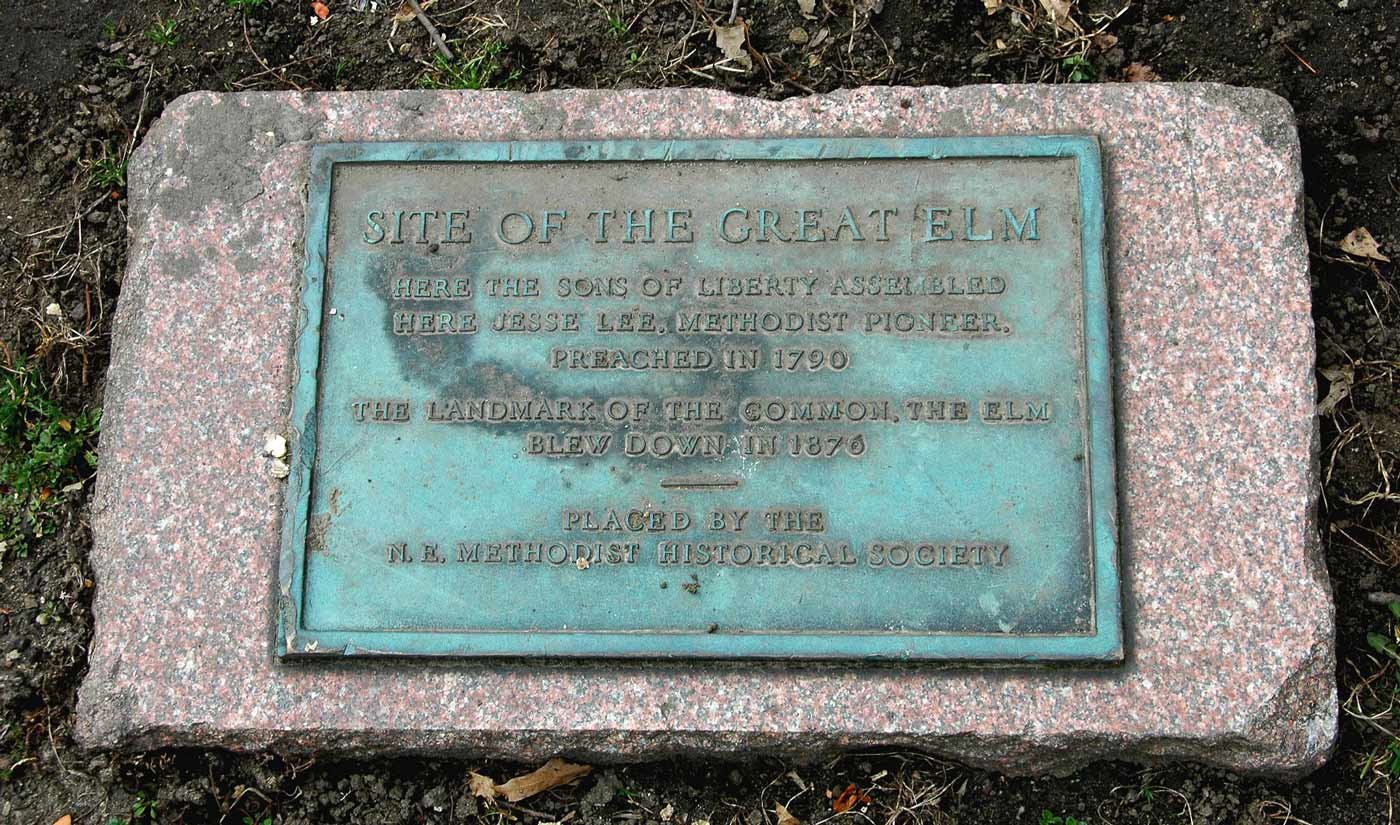 SITE OF THE GREAT ELM
HERE THE SONS OF LIBERTY ASSEMBLED
HERE JESSE LEE, METHODIST PIONEER,
PREACHED IN 1790
THE LANDMARK OF THE COMMON, THE ELM
BLEW DOWN IN 1876
PLACED BY THE
N. E. METHODIST HISTORICAL SOCIETY